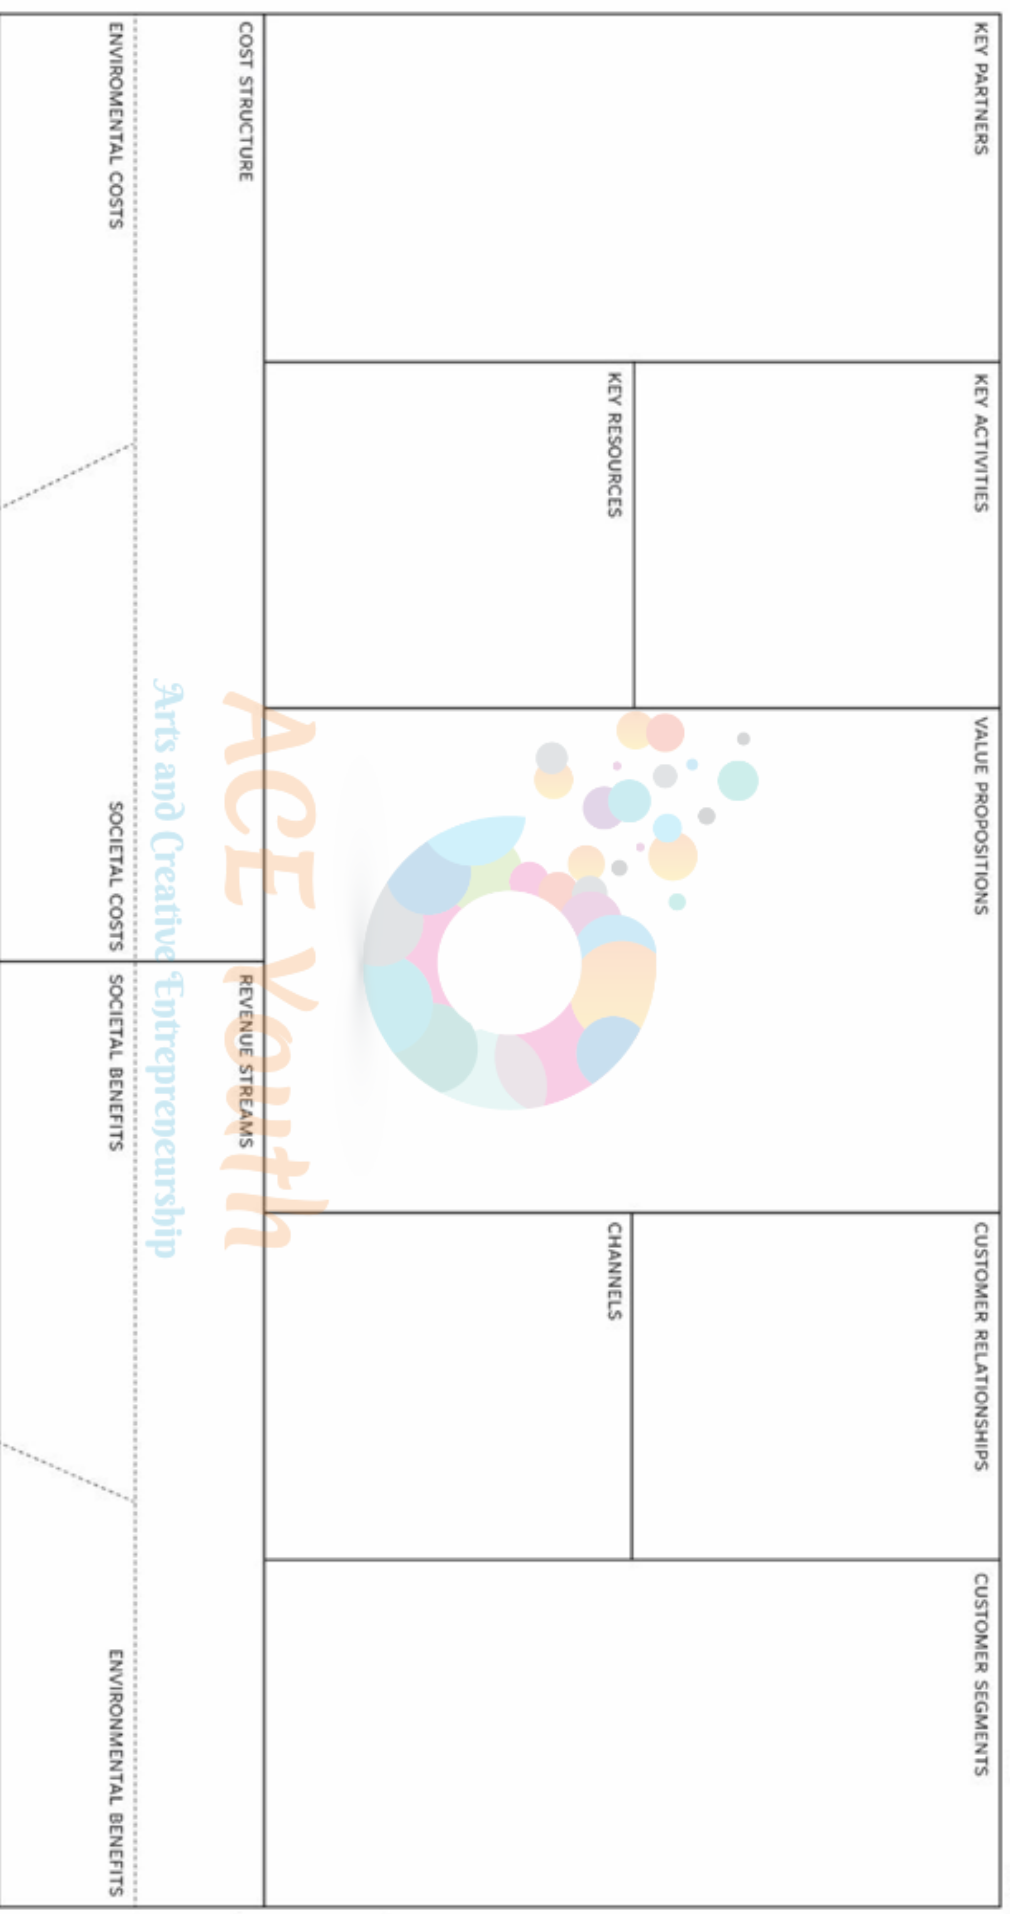 KEY PARTNERS
KEY ACTIVITIES
KEY RESOURCES
VALUE PROPOSITIONS
CUSTOMER RELATIONSHIPS
CHANNELS
CUSTOMER SEGMENTS
COST STRUCTURE
REVENUE STREAMS
ENVIROMENTAL COSTS
SOCIETAL COSTS
SOCIETAL BENEFITS
ENVIRONMENTAL BENEFITS
ACE Youth
Arts and Creative Entrepreneurship